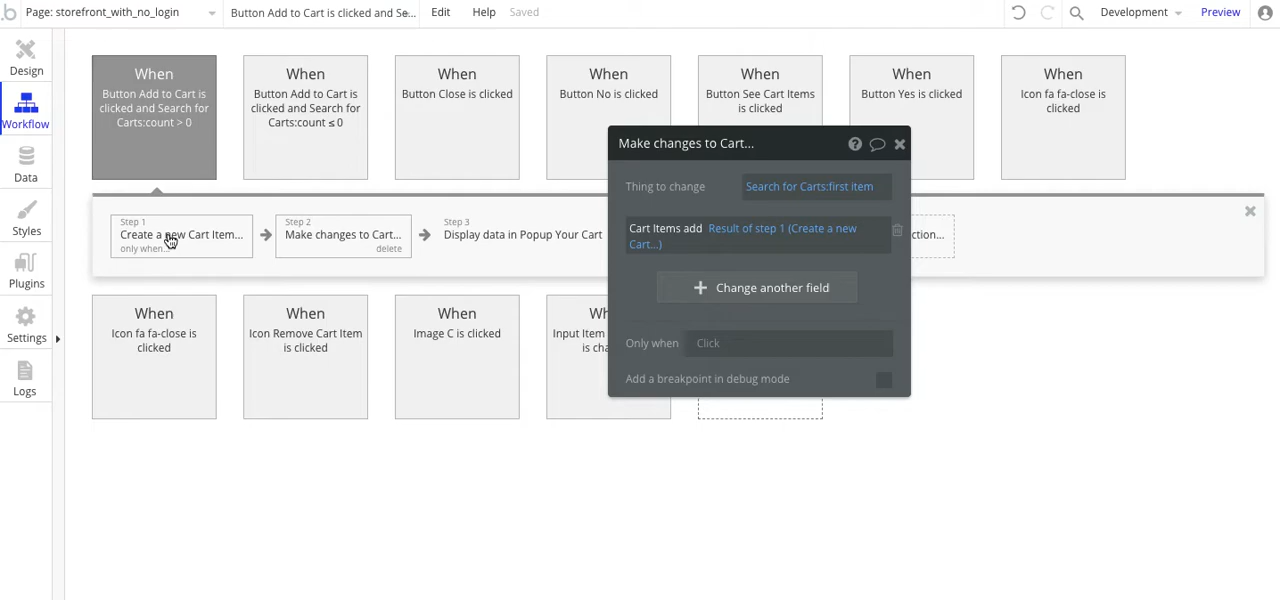 Page: storefront_with_no_login
Button Add to Cart is clicked and Se...
Edit
Help
Saved
Development
Preview
Design
Workflow
Data
Styles
Plugins
Settings
Logs
When
Button Add to Cart is
clicked and Search for
Carts:count > 0
When
Button Add to Cart is
clicked and Search for
Carts:count ≤ 0
When
Button Close is clicked
When
Button No is clicked
When
Button See Cart Items
is clicked
When
Button Yes is clicked
When
Icon fa fa-close is
clicked
Step 1
Create a new Cart Item...
only when...
Step 2
Make changes to Cart...
delete
Step 3
Display data in Popup Your Cart
Make changes to Cart...
Thing to change
Search for Carts:first item
Cart Items add Result of step 1 (Create a new
Cart...)
Change another field
Only when
Click
Add a breakpoint in debug mode
When
Icon fa fa-close is
clicked
When
Icon Remove Cart Item
is clicked
When
Image C is clicked
Input Item